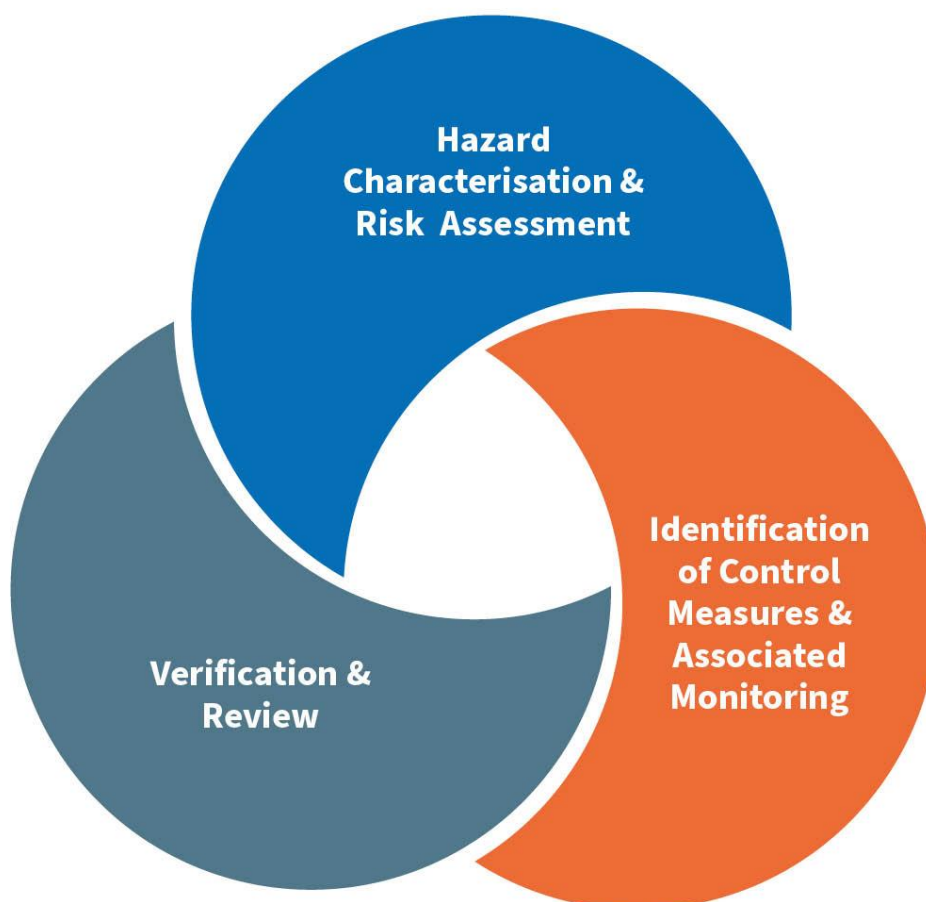 Hazard
Characterisation &
Risk Assessment
Identification
of Control
Measures &
Associated
Monitoring
Verification &
Review